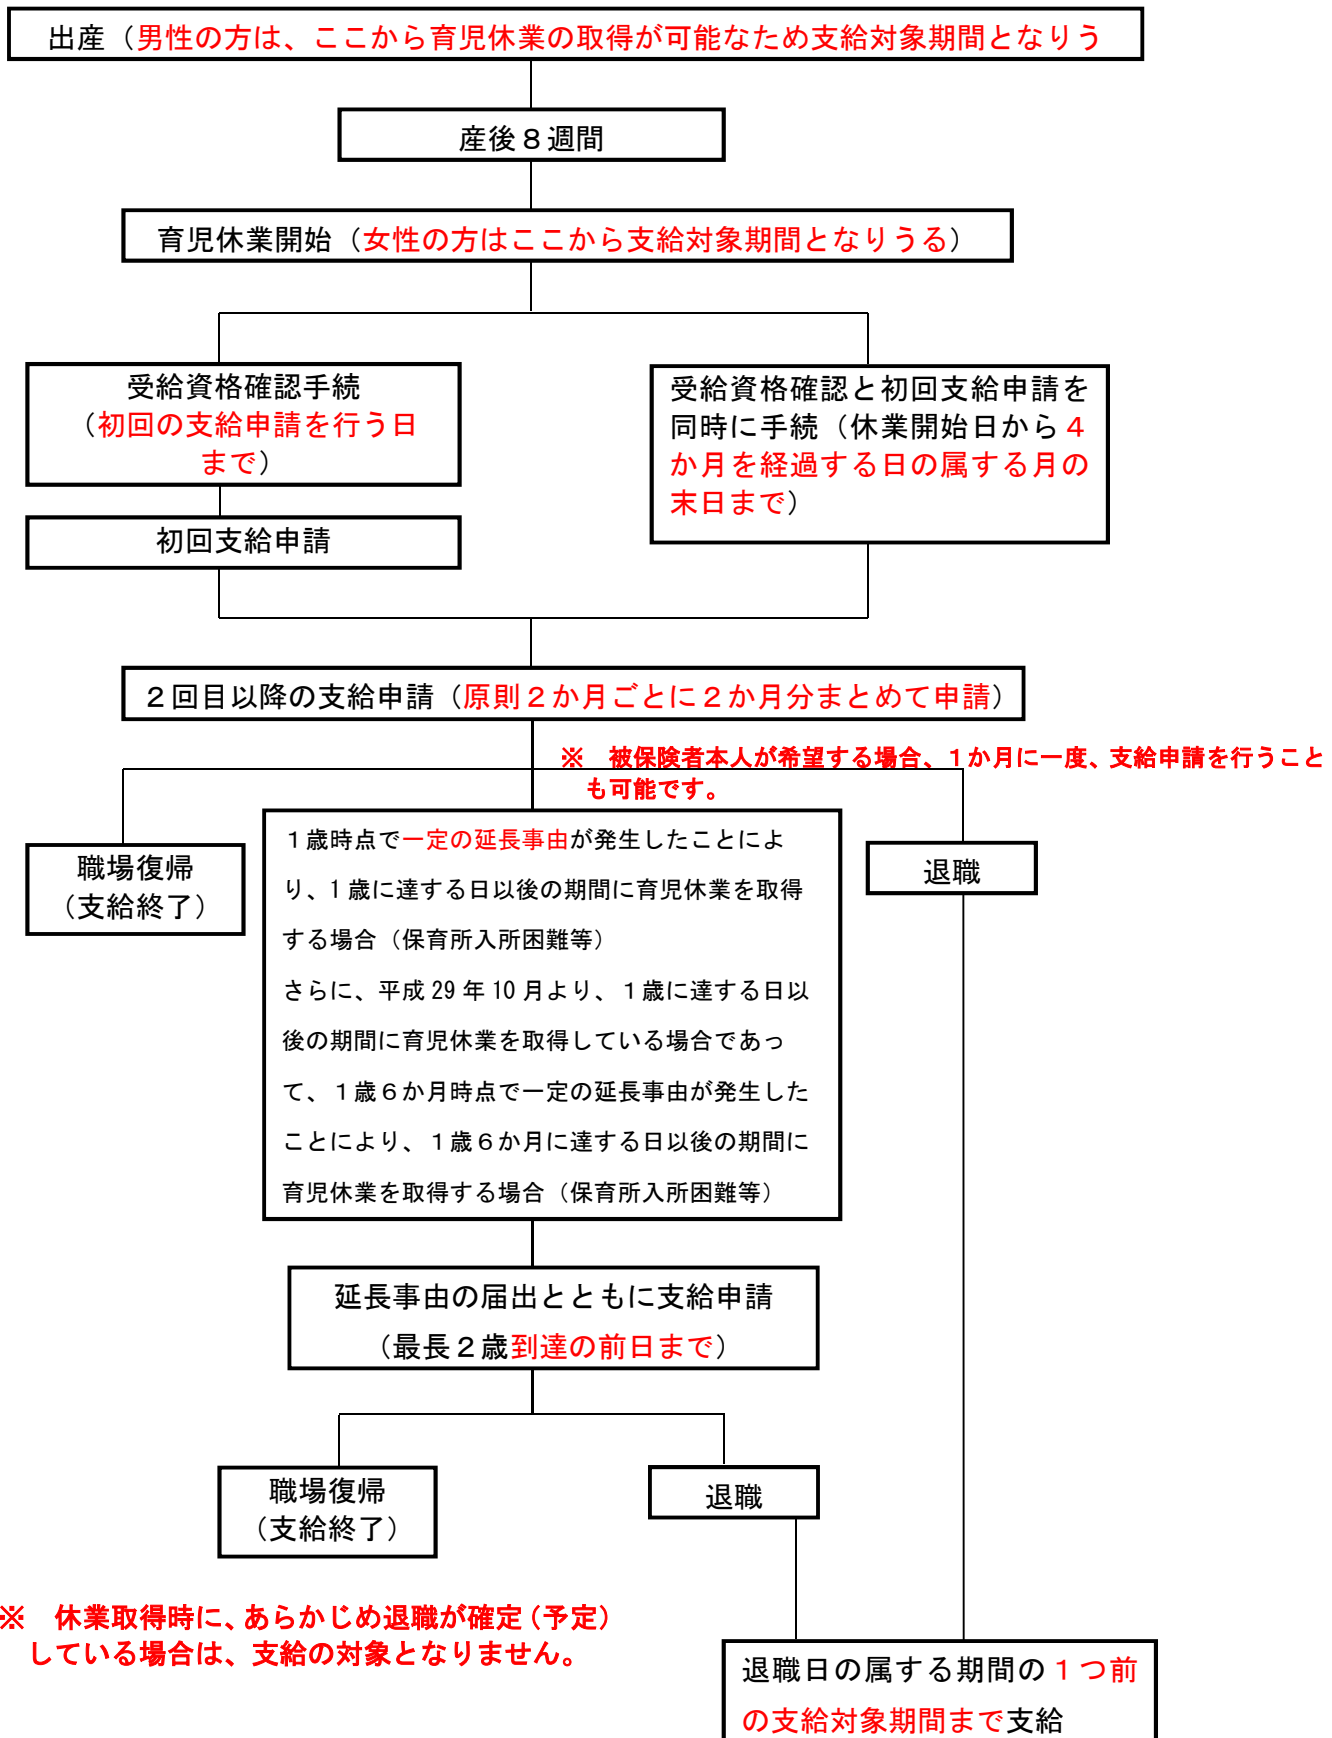 出産（男性の方は、ここから育児休業の取得が可能なため支給対象期間となりう
産後８週間
育児休業開始（女性の方はここから支給対象期間となりうる）
受給資格確認手続
（初回の支給申請を行う日
まで）
初回支給申請
受給資格確認と初回支給申請を
同時に手続（休業開始日から４
か月を経過する日の属する月の
末日まで）
２回目以降の支給申請（原則２か月ごとに２か月分まとめて申請）
※　被保険者本人が希望する場合、１か月に一度、支給申請を行うこと
も可能です。
職場復帰
（支給終了）
１歳時点で一定の延長事由が発生したことによ
り、1 歳に達する日以後の期間に育児休業を取得
する場合（保育所入所困難等）
さらに、平成 29 年 10 月より、１歳に達する日以
後の期間に育児休業を取得している場合であっ
て、１歳６か月時点で一定の延長事由が発生した
ことにより、１歳６か月に達する日以後の期間に
育児休業を取得する場合（保育所入所困難等）
退職
延長事由の届出とともに支給申請
（最長２歳到達の前日まで）
職場復帰
（支給終了）
退職
※　休業取得時に、あらかじめ退職が確定（予定）
している場合は、支給の対象となりません。
退職日の属する期間の１つ前
の支給対象期間まで支給